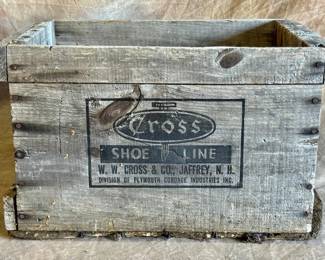 Cross
SHOE LINE
W. W. CROSS & CO., JAFFREY, N. H.
DIVISION OF PLYMOUTH CORDAGE INDUSTRIES INC.